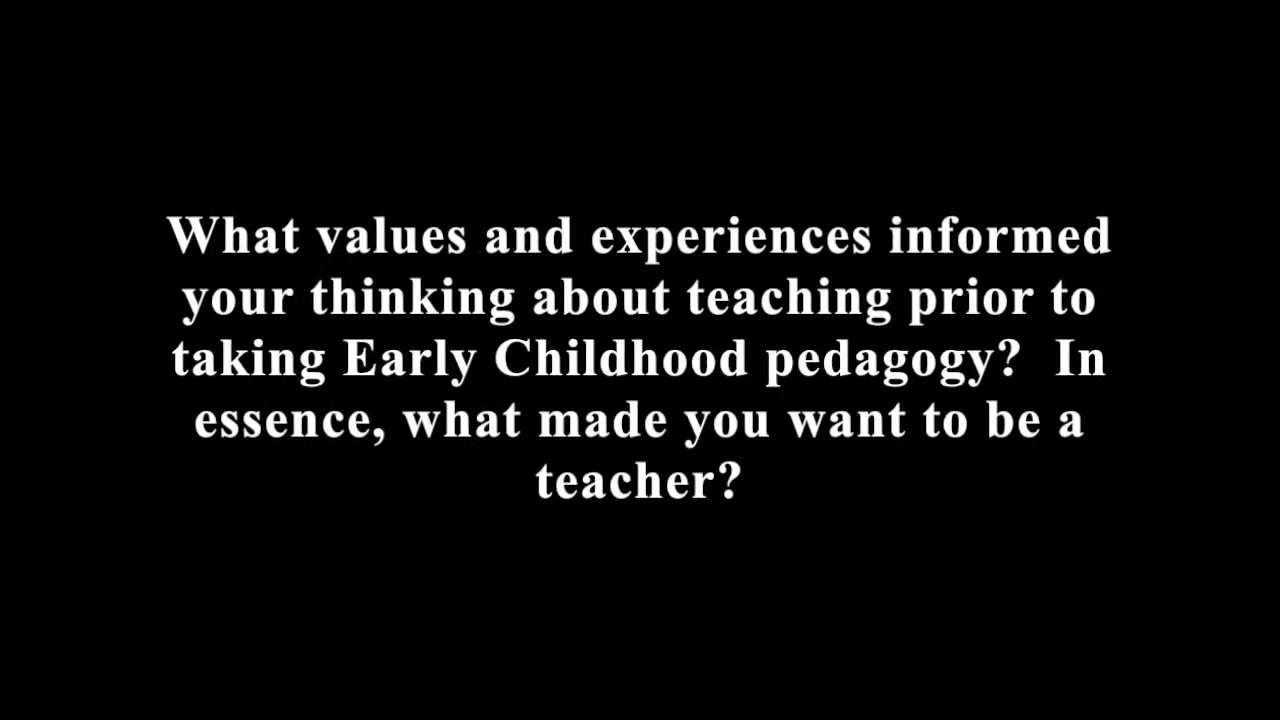 What values and experiences informed
your thinking about teaching prior to
taking Early Childhood pedagogy?  In
essence, what made you want to be a
teacher?